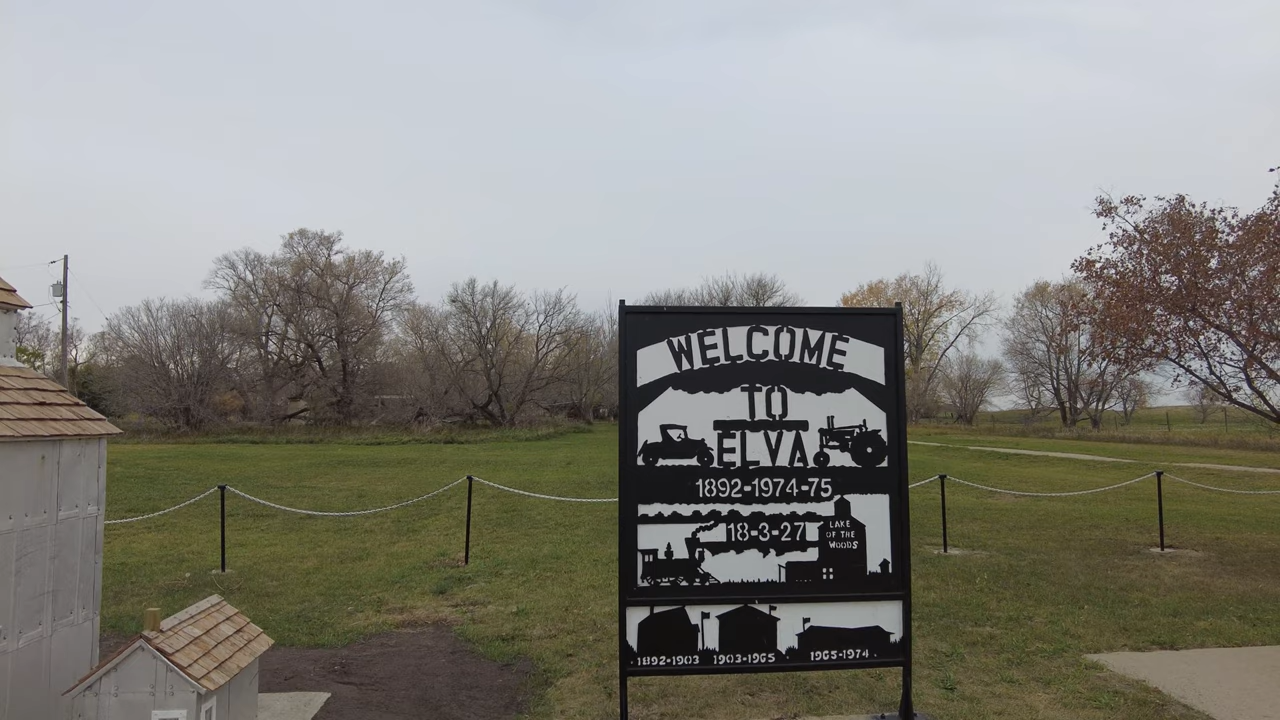 WELCOME
TO
ELVA
1892-1974-75
18-3-27
LAKE
OF THE
WOODS
1892-1903 1903-1965 1965-1974